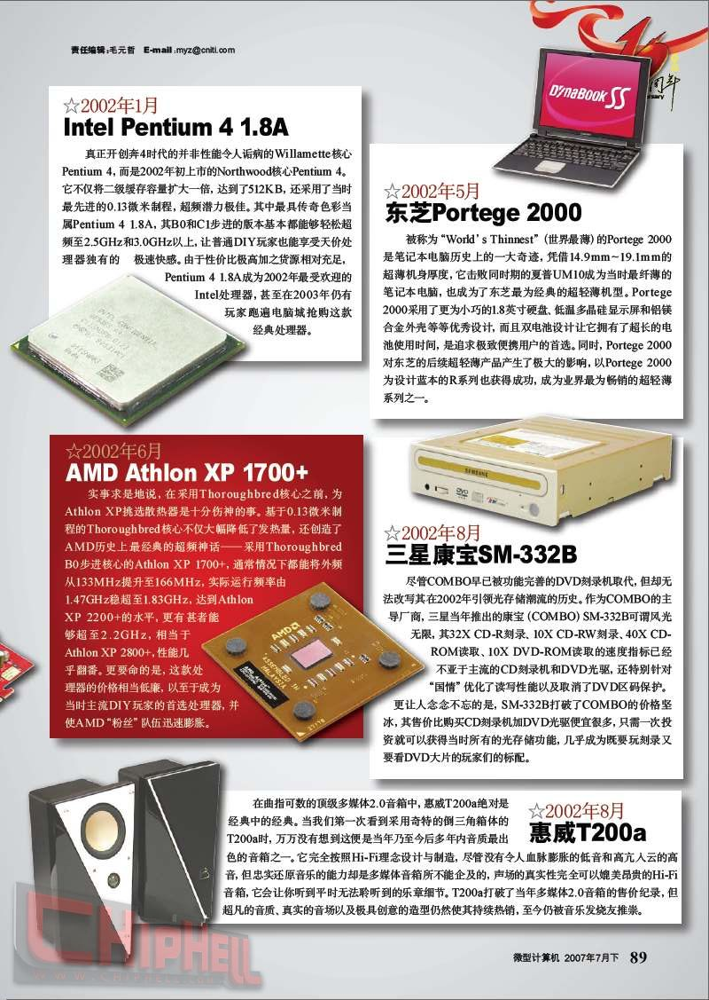 责任编辑:毛元哲 E-mail:myz@cniti.com
周年
DynaBook SS
☆2002年1月
Intel Pentium 4 1.8A
真正开创奔4时代的并非性能令人诟病的Willamette核心
Pentium 4，而是2002年初上市的Northwood核心Pentium 4。
它不仅将二级缓存容量扩大一倍，达到了512KB，还采用了当时
最先进的0.13微米制程，超频潜力极佳。其中最具传奇色彩当
属Pentium 4 1.8A，其B0和C1步进的版本基本都能够轻松超
频至2.5GHz和3.0GHz以上，让普通DIY玩家也能享受天价处
理器独有的 极速快感。由于性价比极高加之货源相对充足，
Pentium 4 1.8A成为2002年最受欢迎的
Intel处理器，甚至在2003年仍有
玩家跑遍电脑城抢购这款
经典处理器。
☆2002年5月
东芝Portege 2000
被称为“World’s Thinnest”（世界最薄）的Portege 2000
是笔记本电脑历史上的一大奇迹，凭借14.9mm～19.1mm的
超薄机身厚度，它击败同时期的夏普UM10成为当时最纤薄的
笔记本电脑，也成为了东芝最为经典的超轻薄机型。Portege
2000采用了更为小巧的1.8英寸硬盘、低温多晶硅显示屏和铝镁
合金外壳等等优秀设计，而且双电池设计让它拥有了超长的电
池使用时间，是追求极致便携用户的首选。同时，Portege 2000
对东芝的后续超轻薄产品产生了极大的影响，以Portege 2000
为设计蓝本的R系列也获得成功，成为业界最为畅销的超轻薄
系列之一。
☆2002年6月
AMD Athlon XP 1700+
实事求是地说，在采用Thoroughbred核心之前，为
Athlon XP挑选散热器是十分伤神的事。基于0.13微米制
程的Thoroughbred核心不仅大幅降低了发热量，还创造了
AMD历史上最经典的超频神话——采用Thoroughbred
B0步进核心的Athlon XP 1700+，通常情况下都能将外频
从133MHz提升至166MHz，实际运行频率由
1.47GHz稳超至1.83GHz，达到Athlon
XP 2200+的水平，更有甚者能
够超至2.2GHz，相当于
Athlon XP 2800+，性能几
乎翻番。更要命的是，这款处
理器的价格相当低廉，以至于成为
当时主流DIY玩家的首选处理器，并
使AMD“粉丝”队伍迅速膨胀。
AMD
ASSEMBLED IN
MALAYSIA
SAMSUNG
☆2002年8月
三星康宝SM-332B
尽管COMBO早已被功能完善的DVD刻录机取代，但却无
法改写其在2002年引领光存储潮流的历史。作为COMBO的主
导厂商，三星当年推出的康宝（COMBO）SM-332B可谓风光
无限，其32X CD-R刻录、10X CD-RW刻录、40X CD-
ROM读取、10X DVD-ROM读取的速度指标已经
不亚于主流的CD刻录机和DVD光驱，还特别针对
“国情”优化了读写性能以及取消了DVD区码保护。
更让人念念不忘的是，SM-332B打破了COMBO的价格坚
冰，其售价比购买CD刻录机加DVD光驱便宜很多，只需一次投
资就可以获得当时所有的光存储功能，几乎成为既要玩刻录又
要看DVD大片的玩家们的标配。
☆2002年8月
惠威T200a
在曲指可数的顶级多媒体2.0音箱中，惠威T200a绝对是
经典中的经典。当我们第一次看到采用奇特的倒三角箱体的
T200a时，万万没有想到这便是当年乃至今后多年内音质最出
色的音箱之一。它完全按照Hi-Fi理念设计与制造，尽管没有令人血脉膨胀的低音和高亢入云的高
音，但忠实还原音乐的能力却是多媒体音箱所不能企及的，声场的真实性完全可以媲美昂贵的Hi-Fi
音箱，它会让你听到平时无法聆听到的乐章细节。T200a打破了当年多媒体2.0音箱的售价纪录，但
超凡的音质、真实的音场以及极具创意的造型仍然使其持续热销，至今仍被音乐发烧友推崇。
CHIPHELL
WWW.CHIPHELL.COM
微型计算机 2007年7月下 89